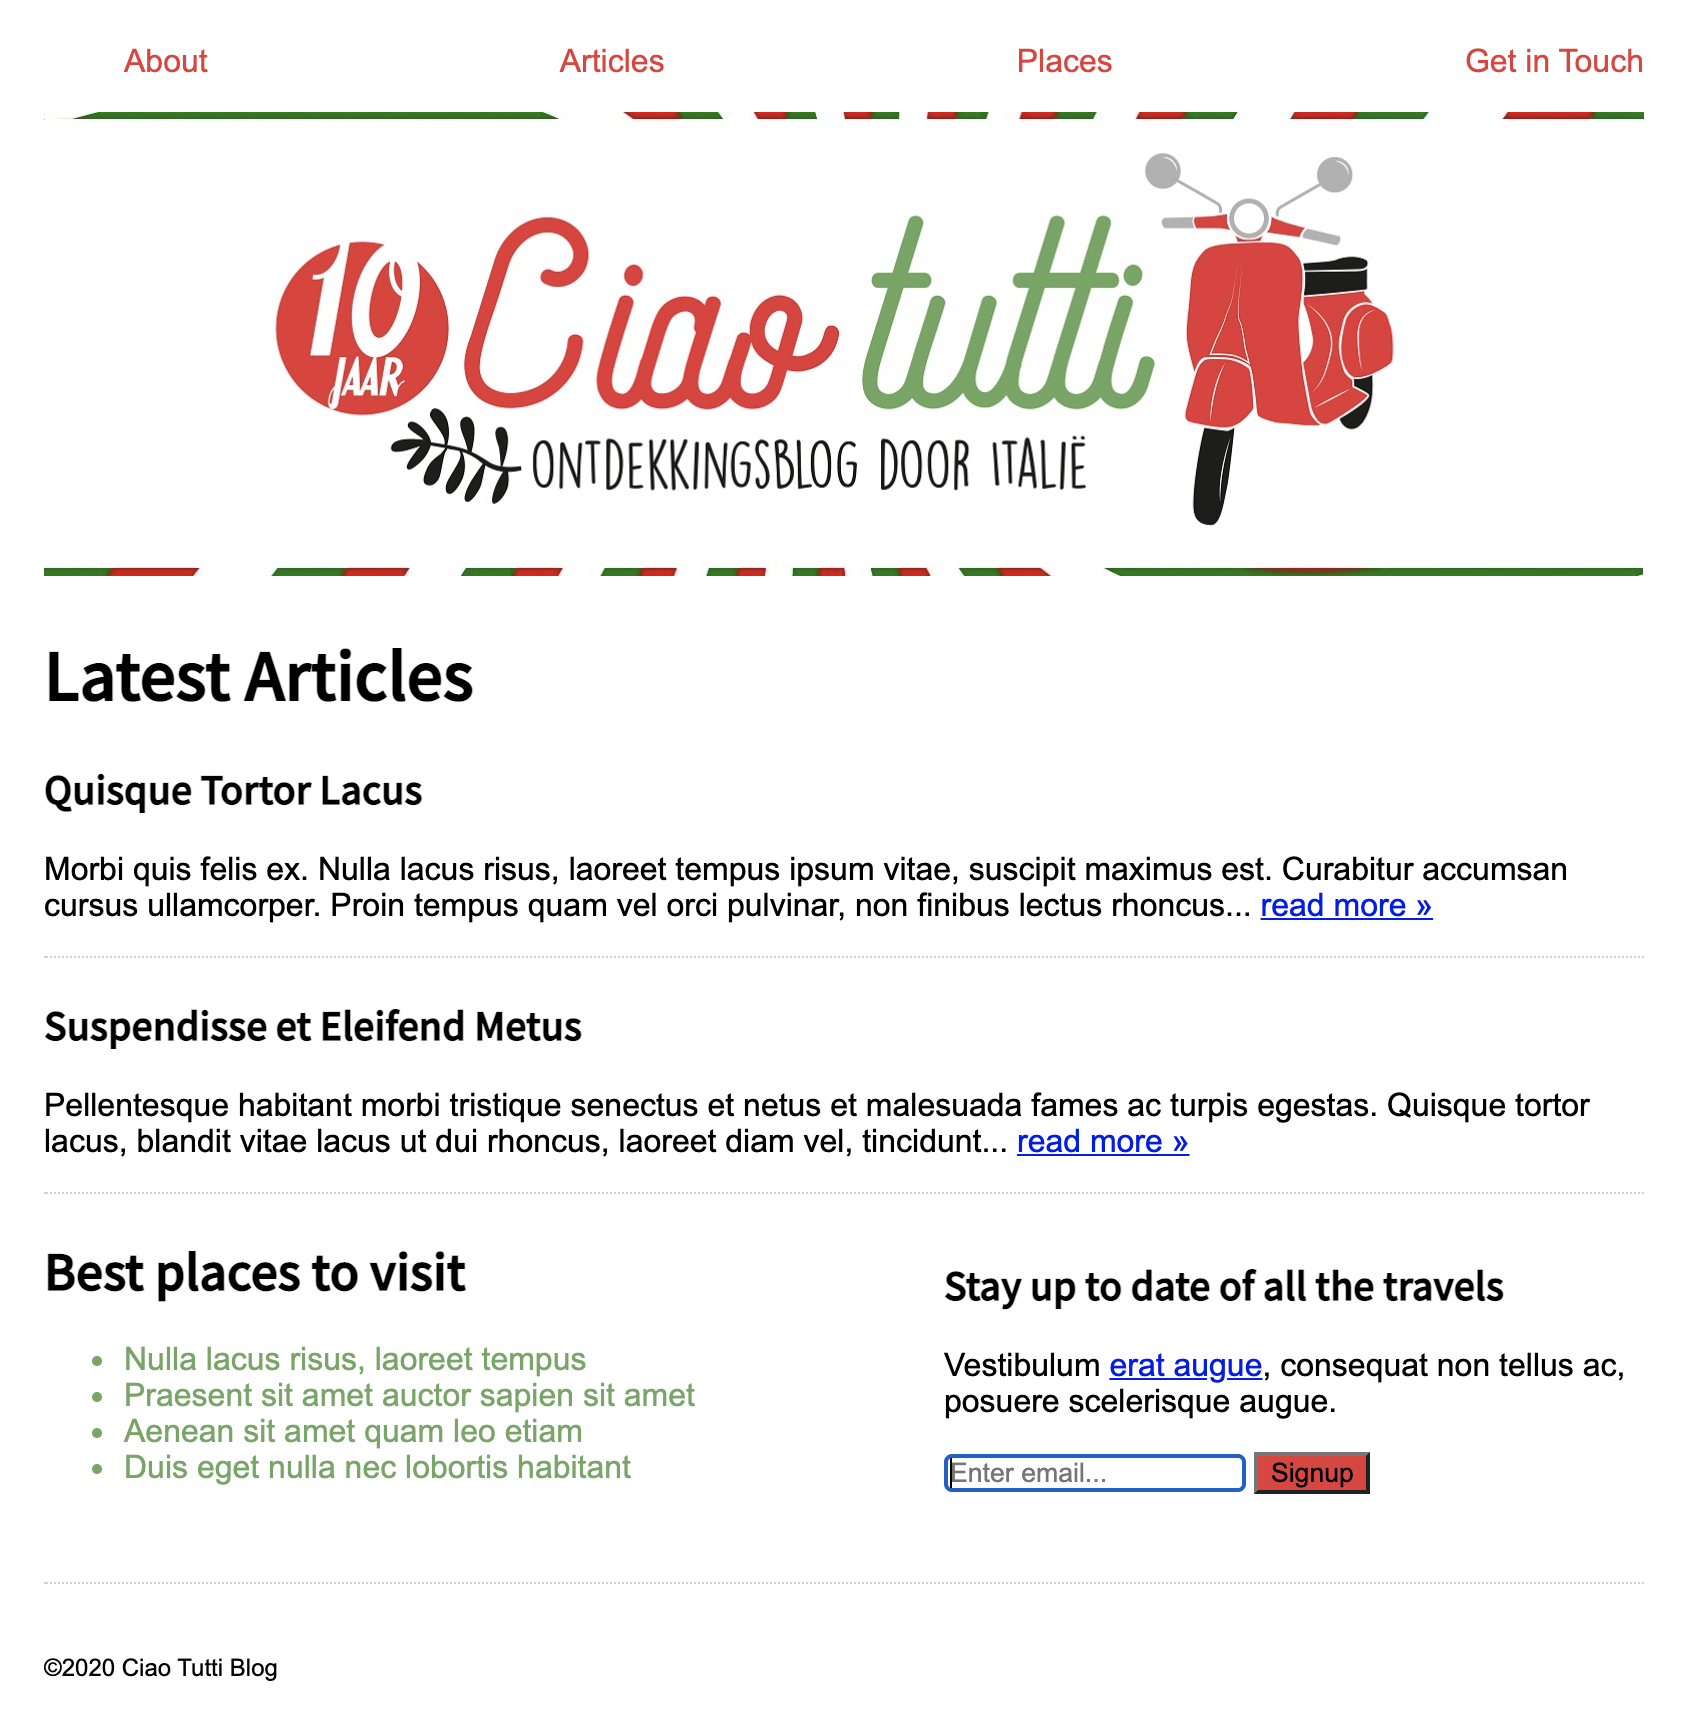 About
Articles
Places
Get in Touch
10
JAAR
Ciao tutti
ONTDEKKINGSBLOG DOOR ITALIË
Latest Articles
Quisque Tortor Lacus
Morbi quis felis ex. Nulla lacus risus, laoreet tempus ipsum vitae, suscipit maximus est. Curabitur accumsan
cursus ullamcorper. Proin tempus quam vel orci pulvinar, non finibus lectus rhoncus... read more »
Suspendisse et Eleifend Metus
Pellentesque habitant morbi tristique senectus et netus et malesuada fames ac turpis egestas. Quisque tortor
lacus, blandit vitae lacus ut dui rhoncus, laoreet diam vel, tincidunt... read more »
Best places to visit
Nulla lacus risus, laoreet tempus
Praesent sit amet auctor sapien sit amet
Aenean sit amet quam leo etiam
Duis eget nulla nec lobortis habitant
Stay up to date of all the travels
Vestibulum erat augue, consequat non tellus ac,
posuere scelerisque augue.
Enter email...
Signup
©2020 Ciao Tutti Blog